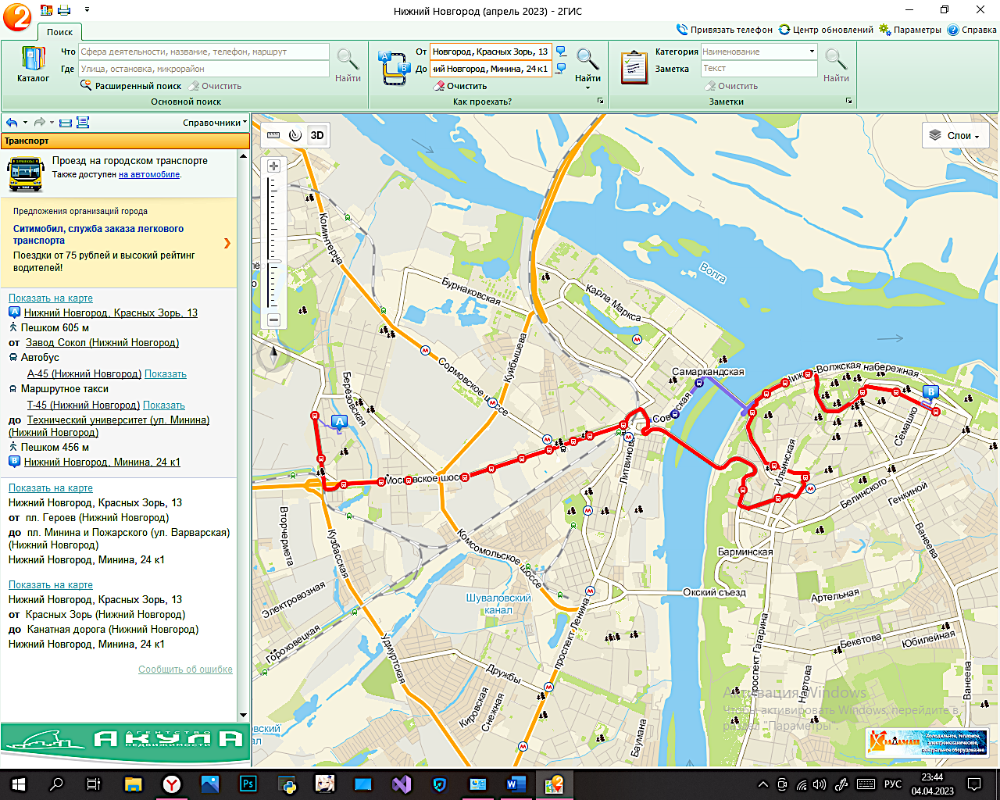 Нижний Новгород (апрель 2023) - 2ГИС
Поиск
Привязать телефон
Центр обновлений
Параметры
Справка
Что
Сфера деятельности, название, телефон, маршрут
Где
Улица, остановка, микрорайон
Каталог
Найти
Расширенный поиск
Очистить
Основной поиск
От
Новгород, Красных Зорь, 13
До
ний Новгород, Минина, 24 к1
Найти
Очистить
Как проехать?
Категория
Наименование
Заметка
Текст
Найти
Очистить
Заметки
Справочники
Транспорт
Проезд на городском транспорте
Также доступен на автомобиле.
Предложения организаций города
Ситимобил, служба заказа легкового
транспорта
Поездки от 75 рублей и высокий рейтинг
водителей!
Показать на карте
A Нижний Новгород, Красных Зорь, 13
Пешком 605 м
от Завод Сокол (Нижний Новгород)
Автобус
А-45 (Нижний Новгород) Показать
Маршрутное такси
Т-45 (Нижний Новгород) Показать
до Технический университет (ул. Минина)
(Нижний Новгород)
Пешком 456 м
B Нижний Новгород, Минина, 24 к1
Показать на карте
Нижний Новгород, Красных Зорь, 13
от пл. Героев (Нижний Новгород)
до пл. Минина и Пожарского (ул. Варварская)
(Нижний Новгород)
Нижний Новгород, Минина, 24 к1
Показать на карте
Нижний Новгород, Красных Зорь, 13
от Красных Зорь (Нижний Новгород)
до Канатная дорога (Нижний Новгород)
Нижний Новгород, Минина, 24 к1
Сообщить об ошибке
АГЕНТСТВО
АКУЛА
НЕДВИЖИМОСТИ
3D
Слои
Коминтерна
Волга
Бурнаковская
Карла Маркса
Куйбышева
Сормовское шоссе
Самаркандская
Нижне-Волжская набережная
Берёзовская
A
B
Советская
Семашко
Московское шоссе
Литвинова
Ильинская
Белинского
Генкиной
Вторчермета
Кузбасская
Комсомольское шоссе
Ванеева
Барминская
Электровозная
Шуваловский
канал
Окский съезд
Артельная
Гороховецкая
Удмуртская
проспект Ленина
проспект Гагарина
Бекетова
Юбилейная
Дружбы
Нартова
Ванеева
Кировская
Снежная
Баумана
овский
ал
Активация Windows
Чтобы активировать Windows, перейдите в
раздел "Параметры".
Холодильное, тепловое,
электромеханическое,
нейтральное оборудование
РУС
23:44
04.04.2023